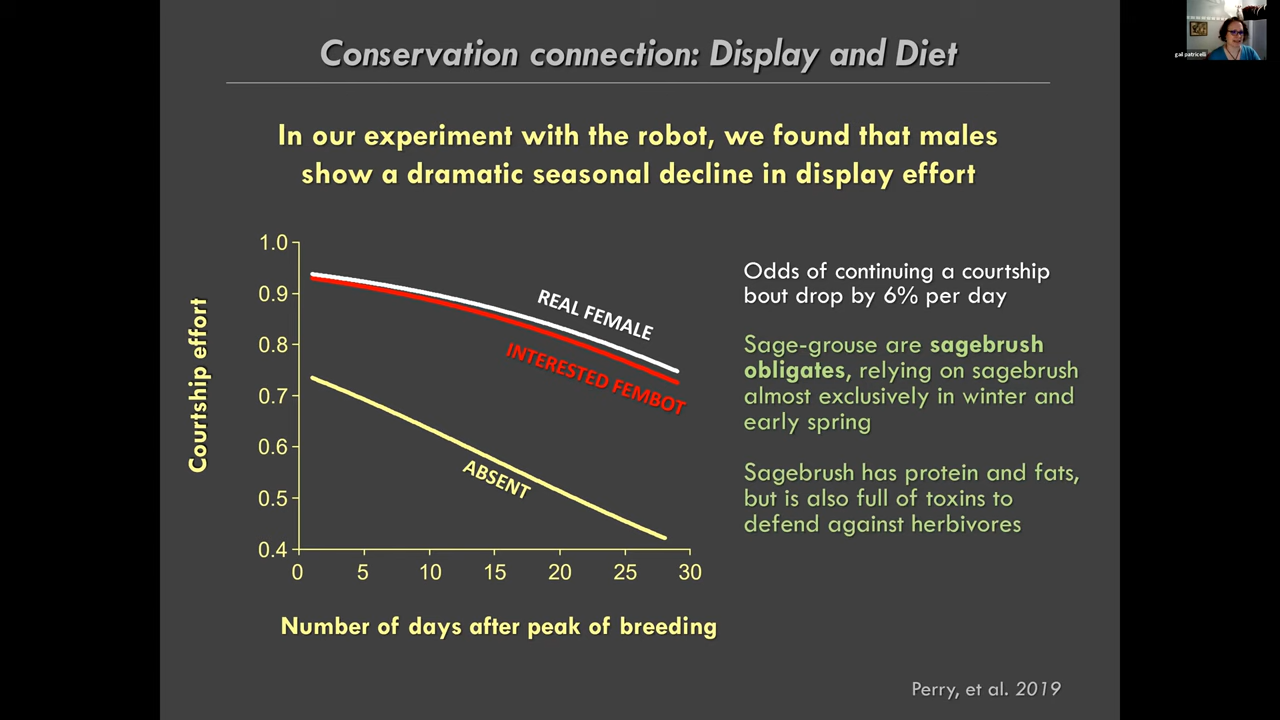 Conservation connection: Display and Diet
gail patricelli
In our experiment with the robot, we found that males
show a dramatic seasonal decline in display effort
Courtship effort
1.0
0.9
0.8
0.7
0.6
0.5
0.4
REAL FEMALE
INTERESTED FEMBOT
ABSENT
0 5 10 15 20 25 30
Number of days after peak of breeding
Odds of continuing a courtship
bout drop by 6% per day
Sage-grouse are sagebrush
obligates, relying on sagebrush
almost exclusively in winter and
early spring
Sagebrush has protein and fats,
but is also full of toxins to
defend against herbivores
Perry, et al. 2019